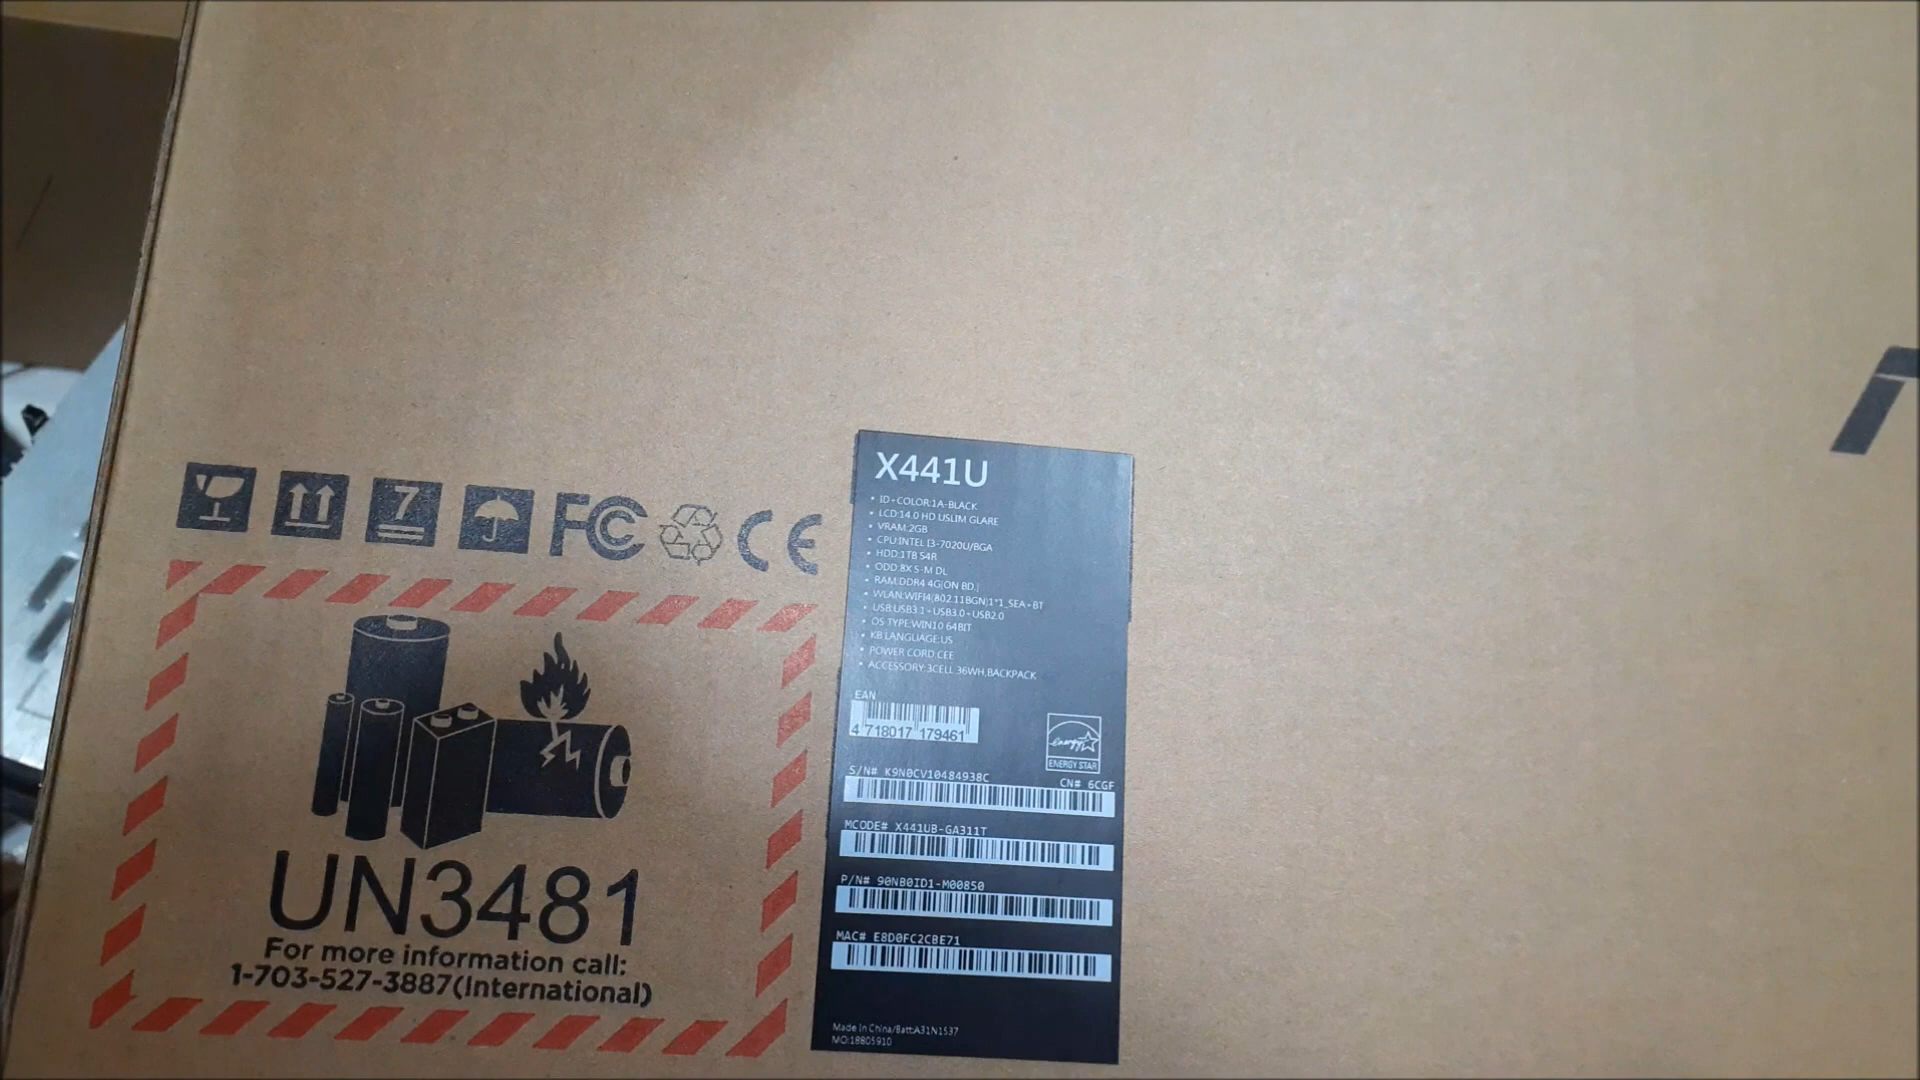 7
FC
CE
UN3481
For more information call:
1-703-527-3887(International)
X441U
• ID+COLOR:1A-BLACK
• LCD:14.0 HD USLIM GLARE
• VRAM:2GB
• CPU:INTEL I3-7020U/BGA
• HDD:1TB 54R
• ODD:8X S-M DL
• RAM:DDR4 4G(ON BD.)
• WLAN:WIFI4(802.11BGN)1*1_SEA+BT
• USB:USB3.1+USB3.0+USB2.0
• OS TYPE:WIN10 64BIT
• KB LANGUAGE:US
• POWER CORD CEE
• ACCESSORY:3CELL 36WH,BACKPACK
EAN
4 718017 179461
energy
ENERGY STAR
S/N# K9N0CV10484938C
CN# 6CGF
MCODE# X441UB-GA311T
P/N# 90NB0ID1-M00850
MAC# E8D0FC2CBE71
Made In China/Batt:A31N1537
MO:18805910